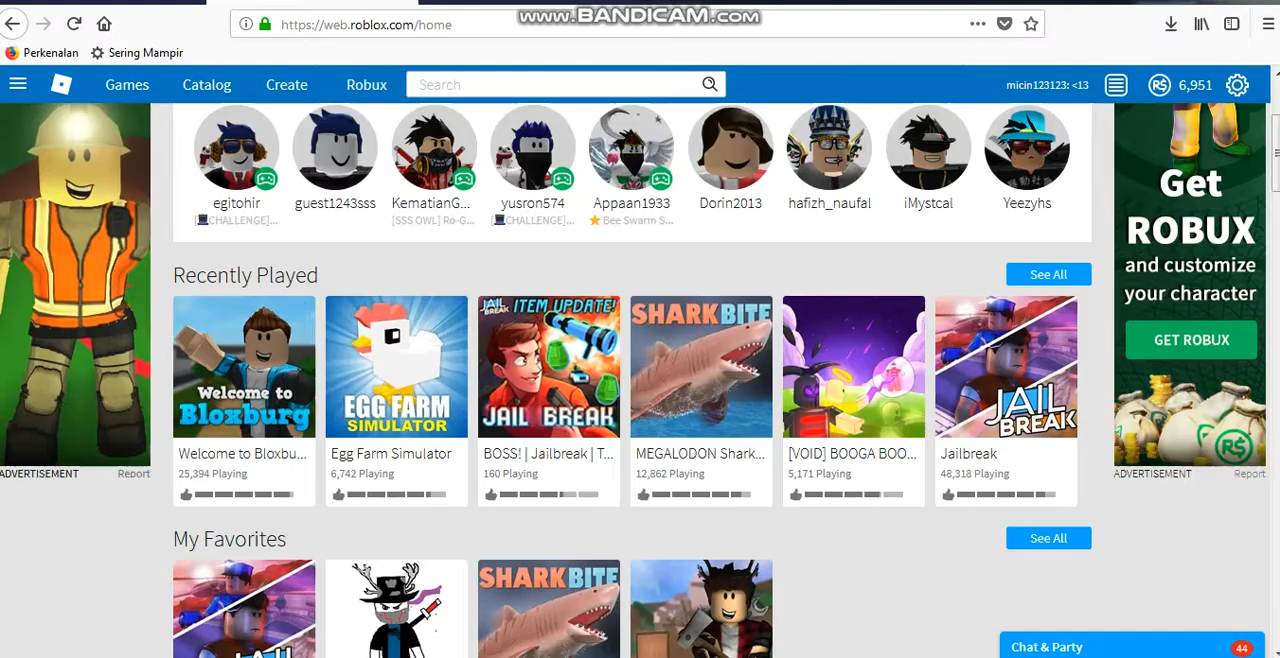 www.BANDICAM.com
https://web.roblox.com/home
Perkenalan
Sering Mampir
Games
Catalog
Create
Robux
Search
micin123123: <13
R$ 6,951
egitohir
guest1243sss
KematianG...
yusron574
Appaan1933
Dorin2013
hafizh_naufal
iMystcal
Yeezyhs
[CHALLENGE]...
[SSS OWL] Ro-G...
[CHALLENGE]...
Bee Swarm S...
Recently Played
See All
Welcome to
Bloxburg
EGG FARM
SIMULATOR
JAIL BREAK ITEM UPDATE!
JAIL BREAK
SHARKBITE
JAIL
BREAK
Welcome to Bloxbu...
Egg Farm Simulator
BOSS! | Jailbreak | T...
MEGALODON Shark...
[VOID] BOOGA BOO...
Jailbreak
25,394 Playing
6,742 Playing
160 Playing
12,862 Playing
5,171 Playing
48,318 Playing
My Favorites
See All
SHARKBITE
Get
ROBUX
and customize
your character
GET ROBUX
R$
ADVERTISEMENT
Report
ADVERTISEMENT
Report
Chat & Party
44